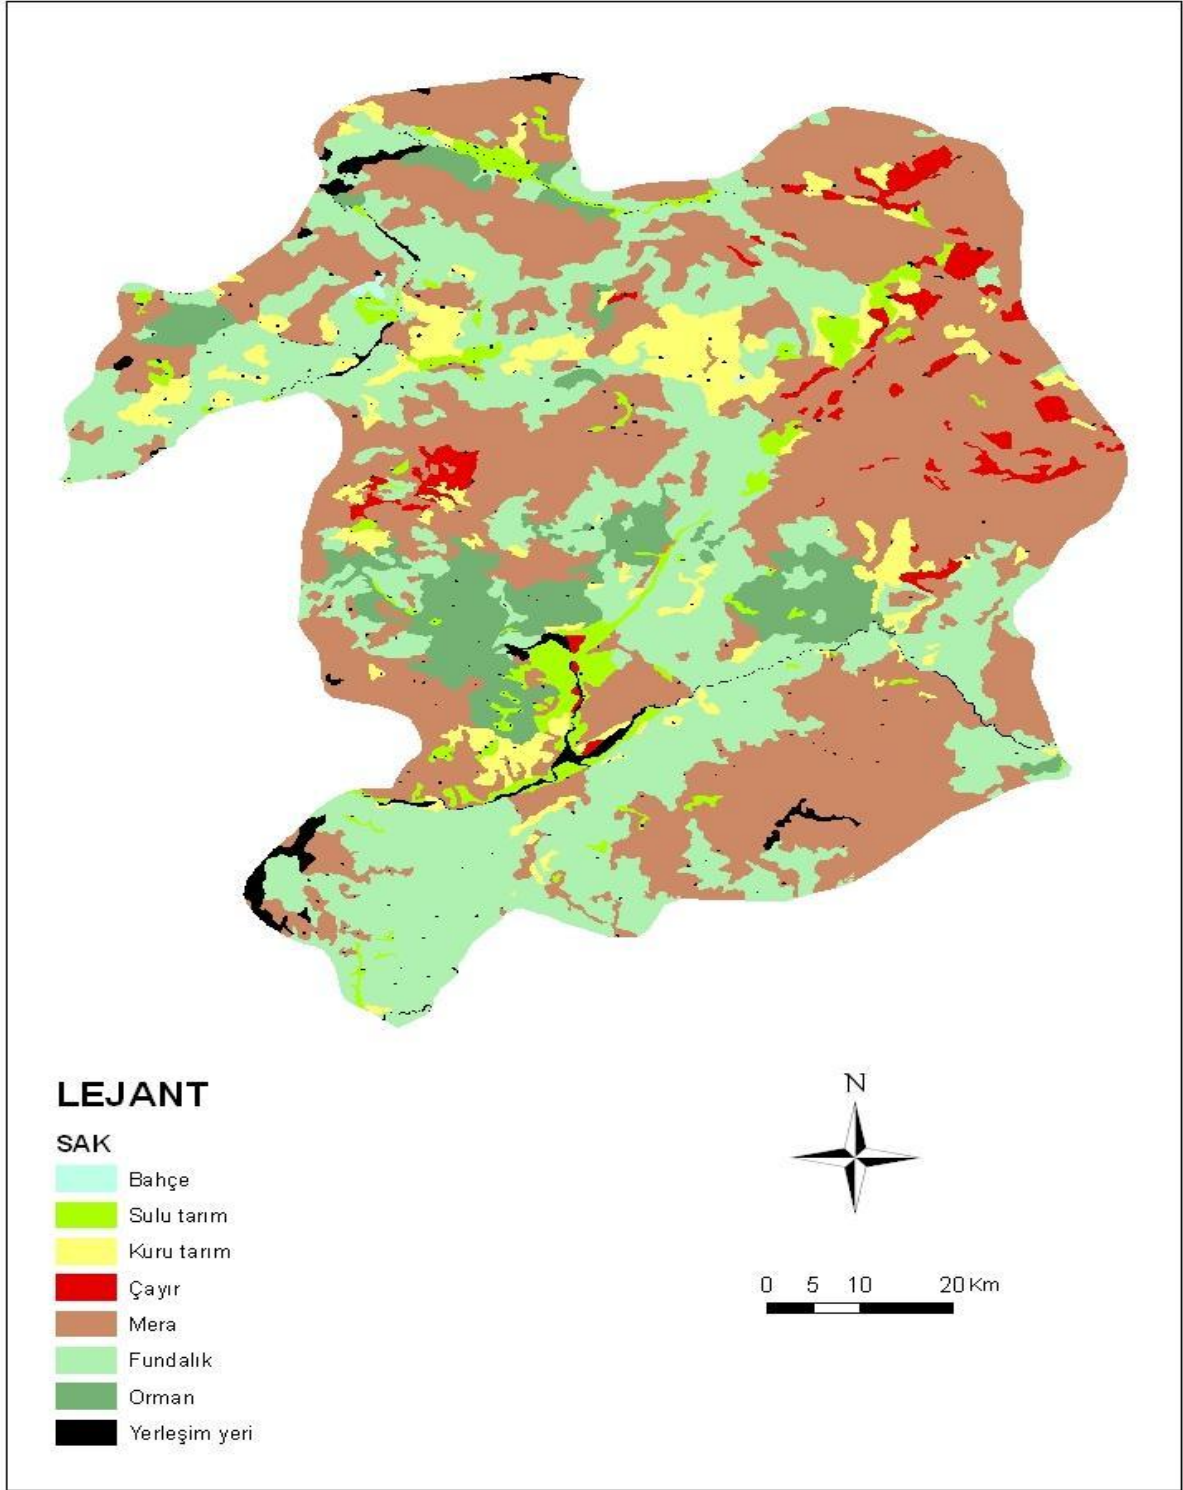 LEJANT
SAK
Bahçe
Sulu tarım
Kuru tarım
Çayır
Mera
Fundalık
Orman
Yerleşim yeri
N
0 5 10 20 Km